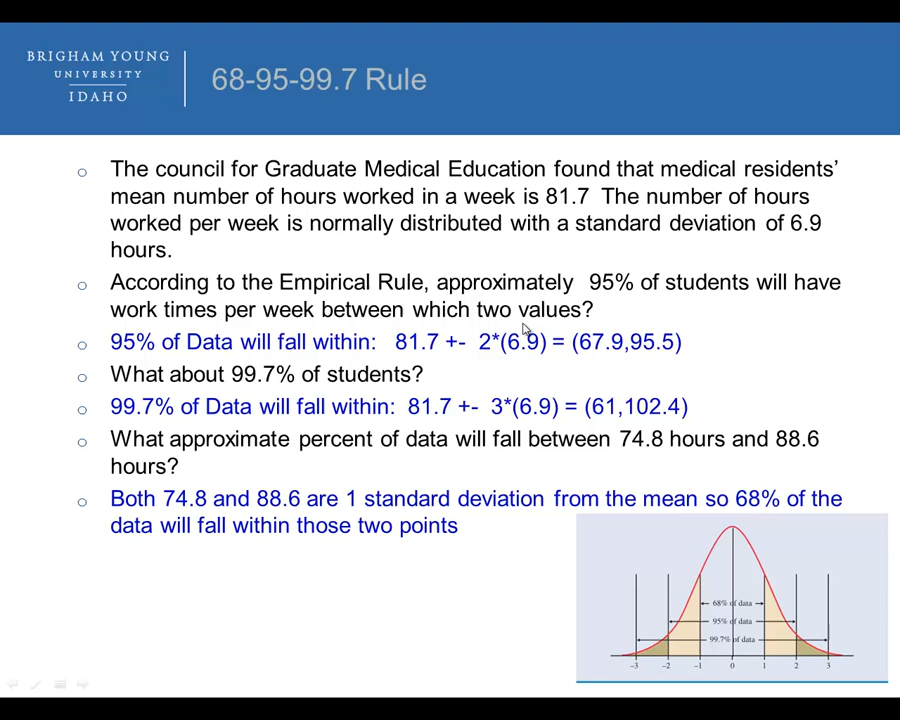 BRIGHAM YOUNG
UNIVERSITY
IDAHO
68-95-99.7 Rule
o The council for Graduate Medical Education found that medical residents'
mean number of hours worked in a week is 81.7 The number of hours
worked per week is normally distributed with a standard deviation of 6.9
hours.
o According to the Empirical Rule, approximately 95% of students will have
work times per week between which two values?
o 95% of Data will fall within: 81.7 +- 2*(6.9) = (67.9,95.5)
o What about 99.7% of students?
o 99.7% of Data will fall within: 81.7 +- 3*(6.9) = (61,102.4)
o What approximate percent of data will fall between 74.8 hours and 88.6
hours?
o Both 74.8 and 88.6 are 1 standard deviation from the mean so 68% of the
data will fall within those two points
68% of data
95% of data
99.7% of data
−3 −2 −1 0 1 2 3